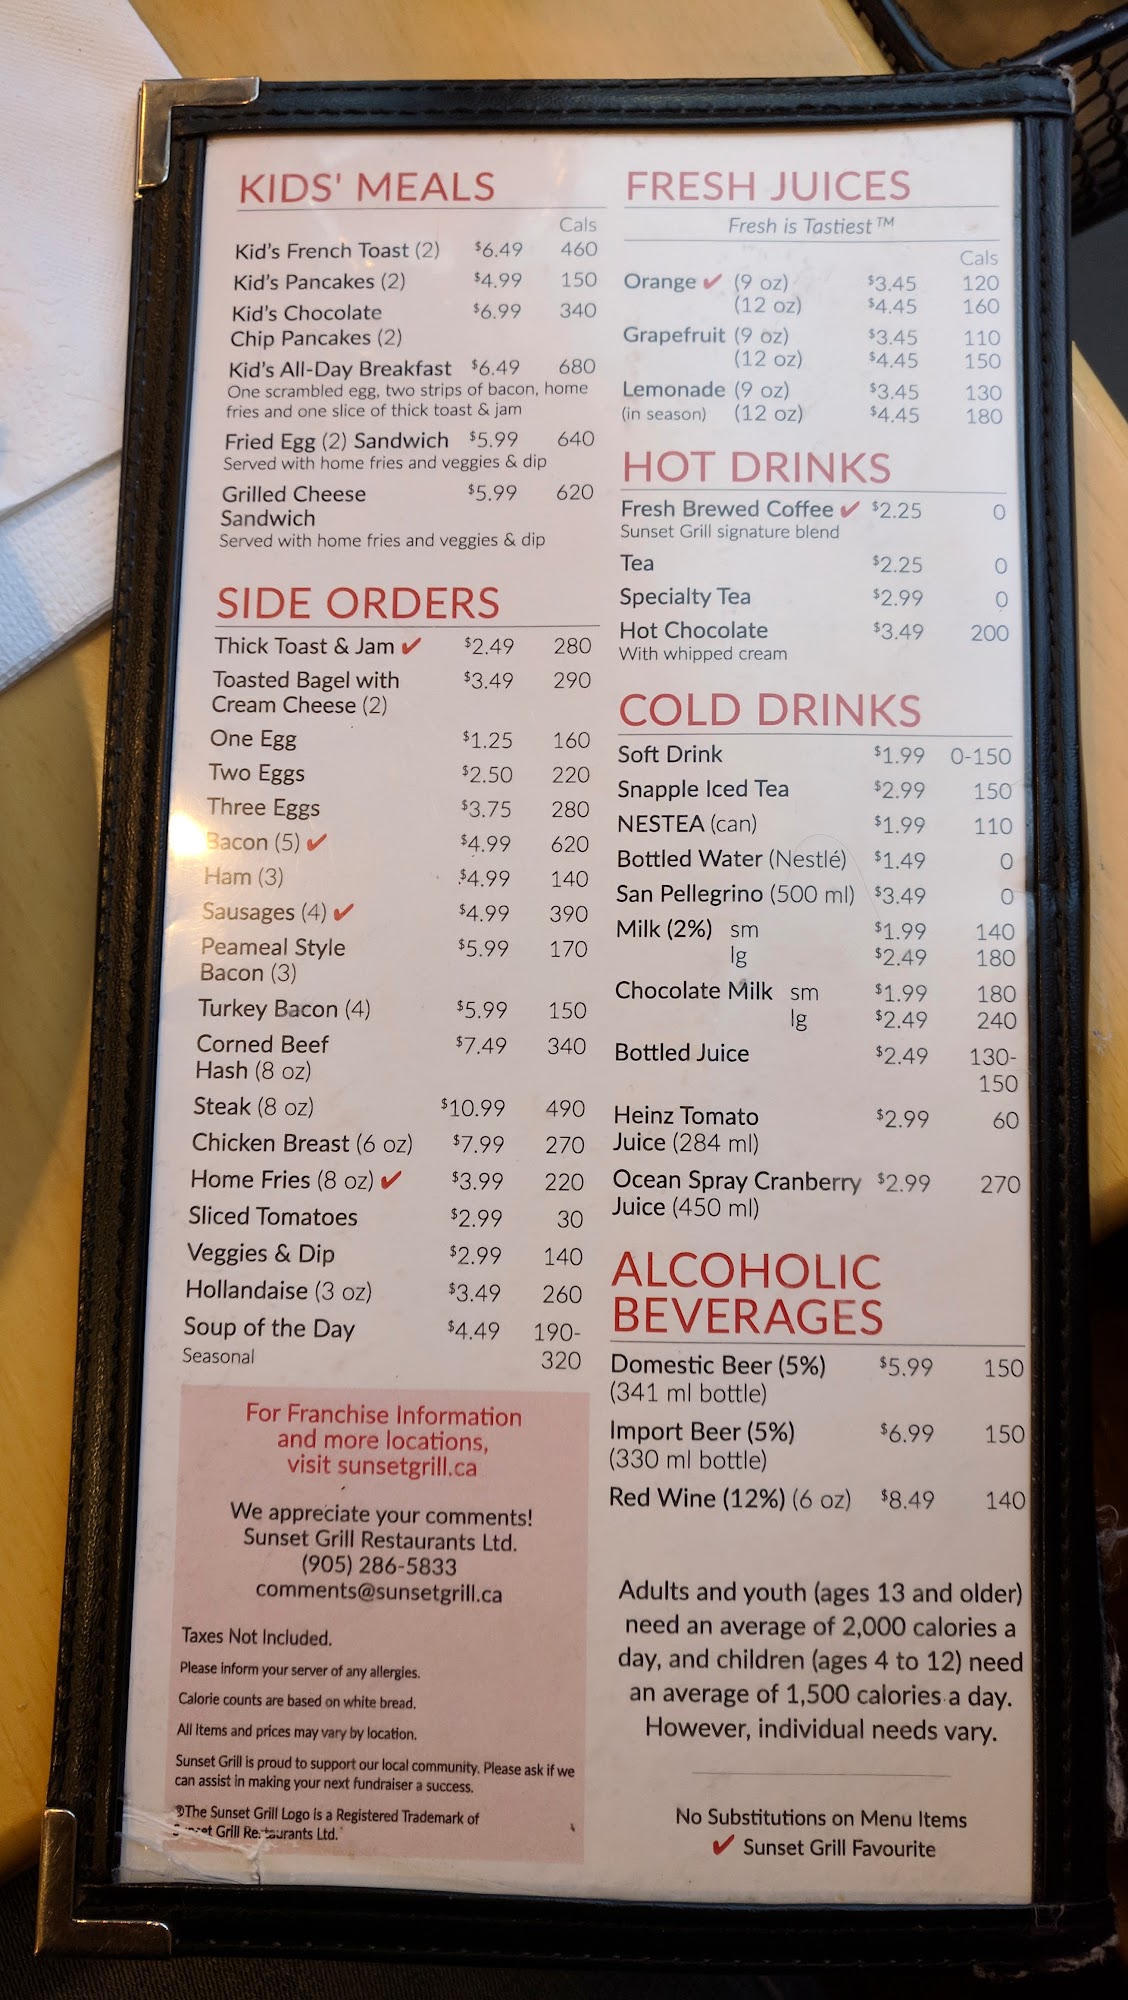 KIDS' MEALS
Cals
Kid's French Toast (2) $6.49 460
Kid's Pancakes (2) $4.99 150
Kid's Chocolate $6.99 340
Chip Pancakes (2)
Kid's All-Day Breakfast $6.49 680
One scrambled egg, two strips of bacon, home
fries and one slice of thick toast & jam
Fried Egg (2) Sandwich $5.99 640
Served with home fries and veggies & dip
Grilled Cheese $5.99 620
Sandwich
Served with home fries and veggies & dip
SIDE ORDERS
Thick Toast & Jam ✓ $2.49 280
Toasted Bagel with $3.49 290
Cream Cheese (2)
One Egg $1.25 160
Two Eggs $2.50 220
Three Eggs $3.75 280
Bacon (5) ✓ $4.99 620
Ham (3) $4.99 140
Sausages (4) ✓ $4.99 390
Peameal Style $5.99 170
Bacon (3)
Turkey Bacon (4) $5.99 150
Corned Beef $7.49 340
Hash (8 oz)
Steak (8 oz) $10.99 490
Chicken Breast (6 oz) $7.99 270
Home Fries (8 oz) ✓ $3.99 220
Sliced Tomatoes $2.99 30
Veggies & Dip $2.99 140
Hollandaise (3 oz) $3.49 260
Soup of the Day $4.49 190-
Seasonal 320
For Franchise Information
and more locations,
visit sunsetgrill.ca
We appreciate your comments!
Sunset Grill Restaurants Ltd.
(905) 286-5833
comments@sunsetgrill.ca
Taxes Not Included.
Please inform your server of any allergies.
Calorie counts are based on white bread.
All Items and prices may vary by location.
Sunset Grill is proud to support our local community. Please ask if we
can assist in making your next fundraiser a success.
®The Sunset Grill Logo is a Registered Trademark of
Sunset Grill Restaurants Ltd.
FRESH JUICES
Fresh is Tastiest™
Cals
Orange ✓ (9 oz) $3.45 120
(12 oz) $4.45 160
Grapefruit (9 oz) $3.45 110
(12 oz) $4.45 150
Lemonade (9 oz) $3.45 130
(in season) (12 oz) $4.45 180
HOT DRINKS
Fresh Brewed Coffee ✓ $2.25 0
Sunset Grill signature blend
Tea $2.25 0
Specialty Tea $2.99 0
Hot Chocolate $3.49 200
With whipped cream
COLD DRINKS
Soft Drink $1.99 0-150
Snapple Iced Tea $2.99 150
NESTEA (can) $1.99 110
Bottled Water (Nestlé) $1.49 0
San Pellegrino (500 ml) $3.49 0
Milk (2%) sm $1.99 140
lg $2.49 180
Chocolate Milk sm $1.99 180
lg $2.49 240
Bottled Juice $2.49 130-
150
Heinz Tomato $2.99 60
Juice (284 ml)
Ocean Spray Cranberry $2.99 270
Juice (450 ml)
ALCOHOLIC
BEVERAGES
Domestic Beer (5%) $5.99 150
(341 ml bottle)
Import Beer (5%) $6.99 150
(330 ml bottle)
Red Wine (12%) (6 oz) $8.49 140
Adults and youth (ages 13 and older)
need an average of 2,000 calories a
day, and children (ages 4 to 12) need
an average of 1,500 calories a day.
However, individual needs vary.
No Substitutions on Menu Items
✓ Sunset Grill Favourite